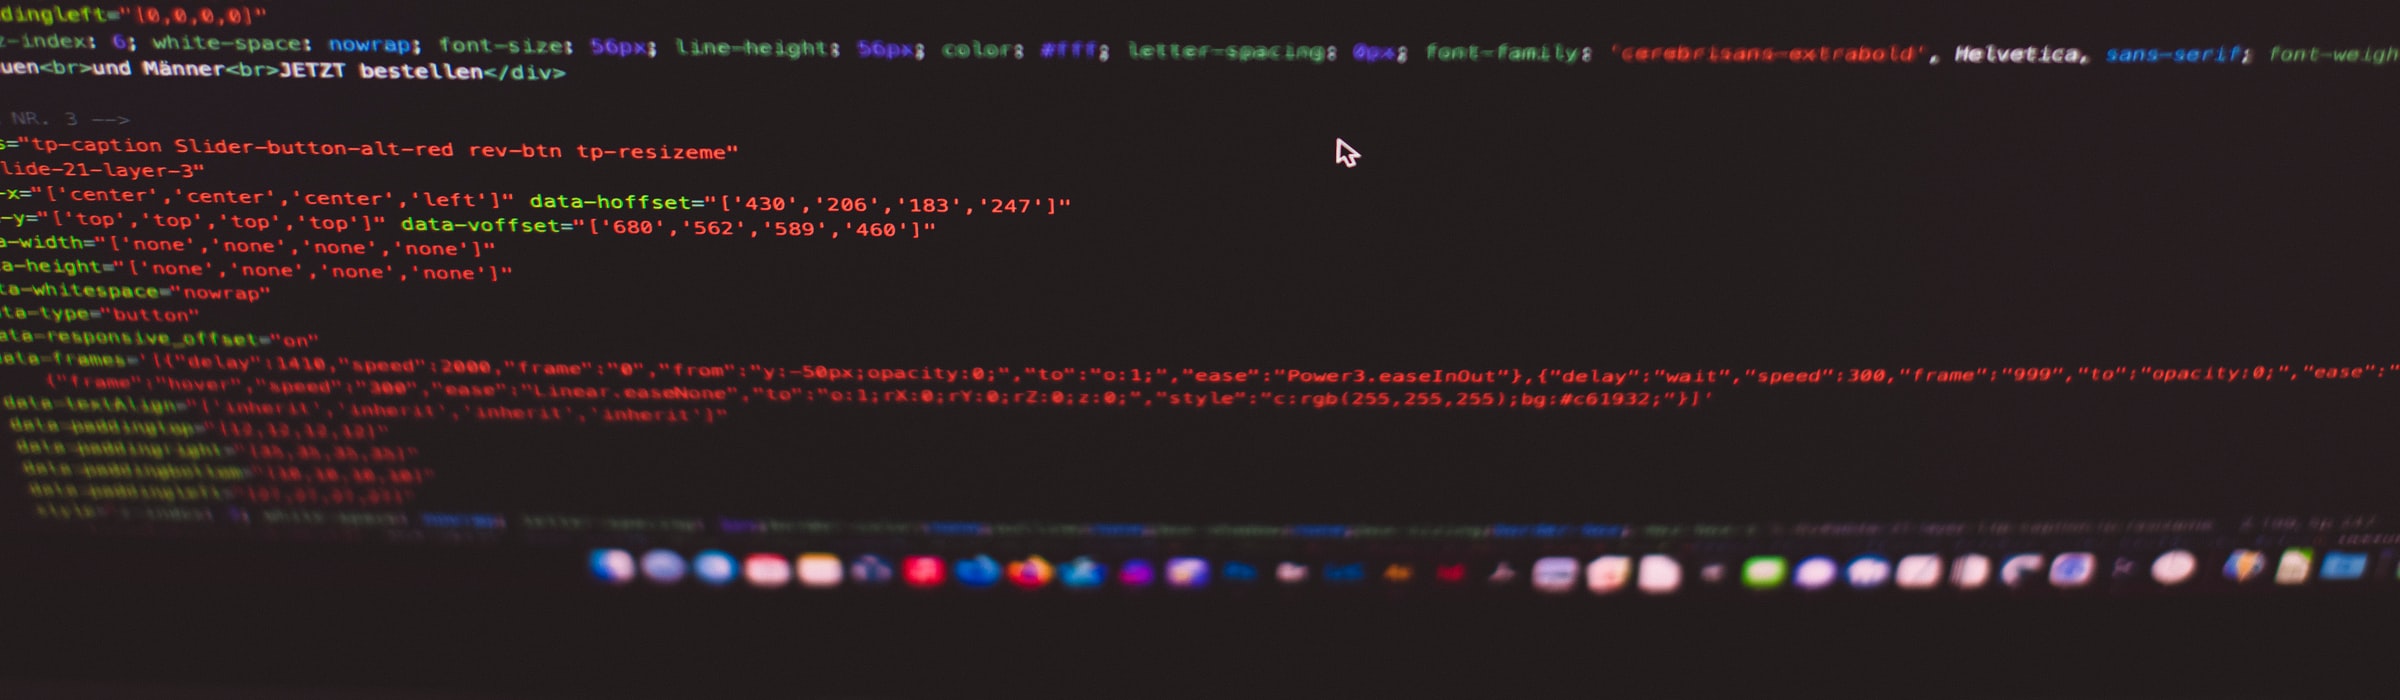 dingleft="[0,0,0,0]"
z-index: 6; white-space: nowrap; font-size: 56px; line-height: 56px; color: #fff; letter-spacing: 0px; font-family: 'cerebrisans-extrabold', Helvetica, sans-serif; font-weigh
uen<br>und Männer<br>JETZT bestellen</div>
NR. 3 -->
s="tp-caption Slider-button-alt-red rev-btn tp-resizeme"
lide-21-layer-3"
-x="['center','center','center','left']" data-hoffset="['430','206','183','247']"
-y="['top','top','top','top']" data-voffset="['680','562','589','460']"
a-width="['none','none','none','none']"
a-height="['none','none','none','none']"
ta-whitespace="nowrap"
ta-type="button"
ata-responsive_offset="on"
data-frames='[{"delay":1410,"speed":2000,"frame":"0","from":"y:-50px;opacity:0;","to":"o:1;","ease":"Power3.easeInOut"},{"delay":"wait","speed":300,"frame":"999","to":"opacity:0;","ease":"
{"frame":"hover","speed":"300","ease":"Linear.easeNone","to":"o:1;rX:0;rY:0;rZ:0;z:0;","style":"c:rgb(255,255,255);bg:#c61932;"}]'
data-textAlign="['inherit','inherit','inherit','inherit']"
data-paddingtop="[12,12,12,12]"
data-paddingright="[35,35,35,35]"
data-paddingbottom="[10,10,10,10]"
data-paddingleft=